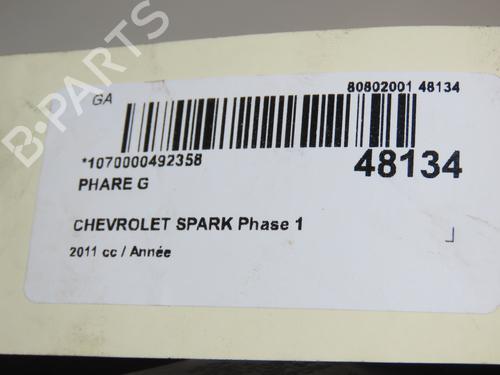 B-PARTS
GA
80802001 48134
*1070000492358
48134
PHARE G
CHEVROLET SPARK Phase 1
2011 cc / Année